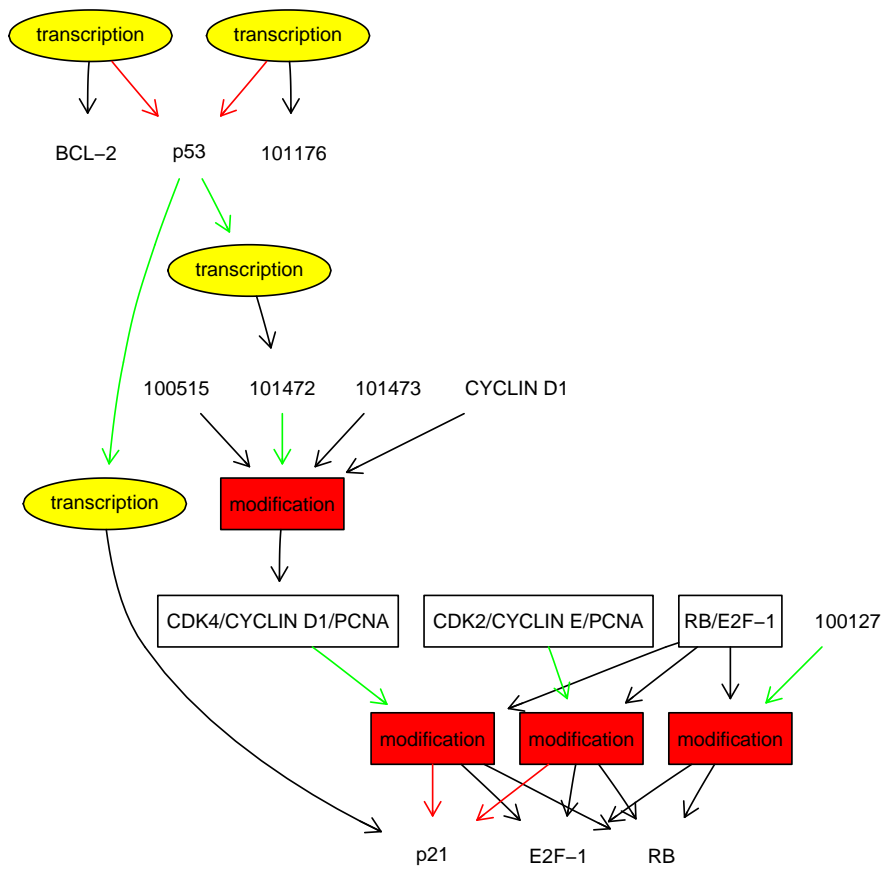 transcription
transcription
BCL−2
p53
101176
transcription
100515
101472
101473
CYCLIN D1
transcription
modification
CDK4/CYCLIN D1/PCNA
CDK2/CYCLIN E/PCNA
RB/E2F−1
100127
modification
modification
modification
p21
E2F−1
RB